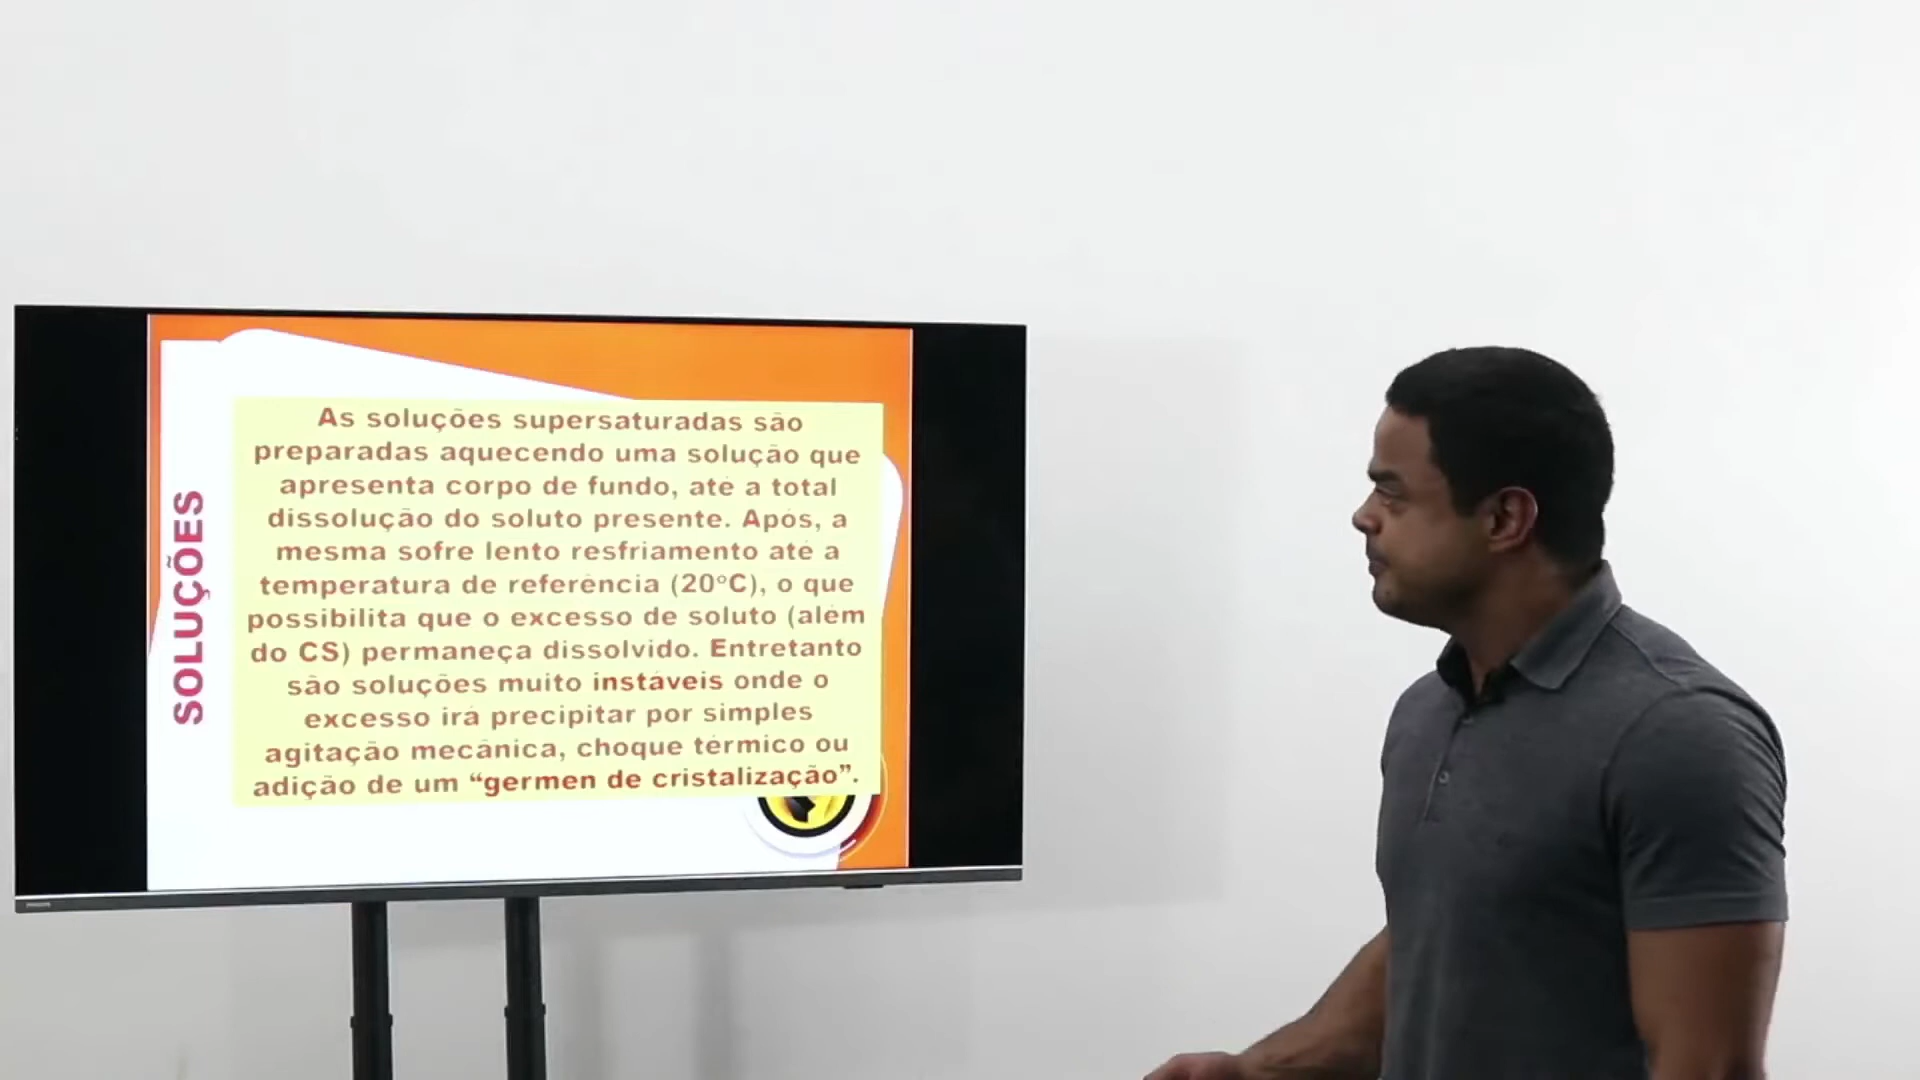 SOLUÇÕES
As soluções supersaturadas são
preparadas aquecendo uma solução que
apresenta corpo de fundo, até a total
dissolução do soluto presente. Após, a
mesma sofre lento resfriamento até a
temperatura de referência (20°C), o que
possibilita que o excesso de soluto (além
do CS) permaneça dissolvido. Entretanto
são soluções muito instáveis onde o
excesso irá precipitar por simples
agitação mecânica, choque térmico ou
adição de um “germen de cristalização”.